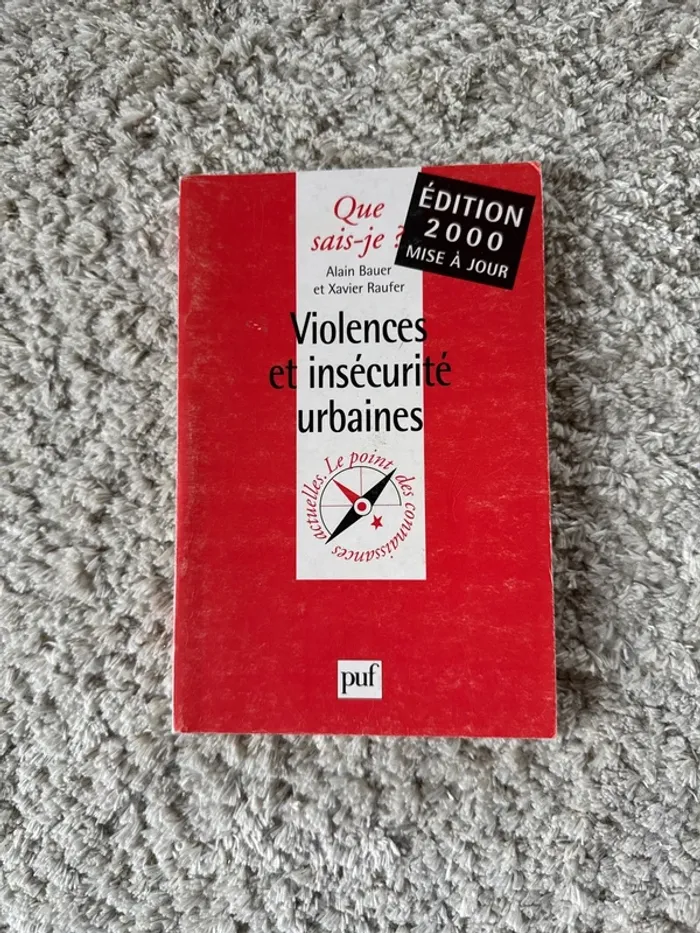 Que
sais-je ?
ÉDITION
2000
MISE À JOUR
Alain Bauer
et Xavier Raufer
Violences
et insécurité
urbaines
Le point des connaissances actuelles.
puf